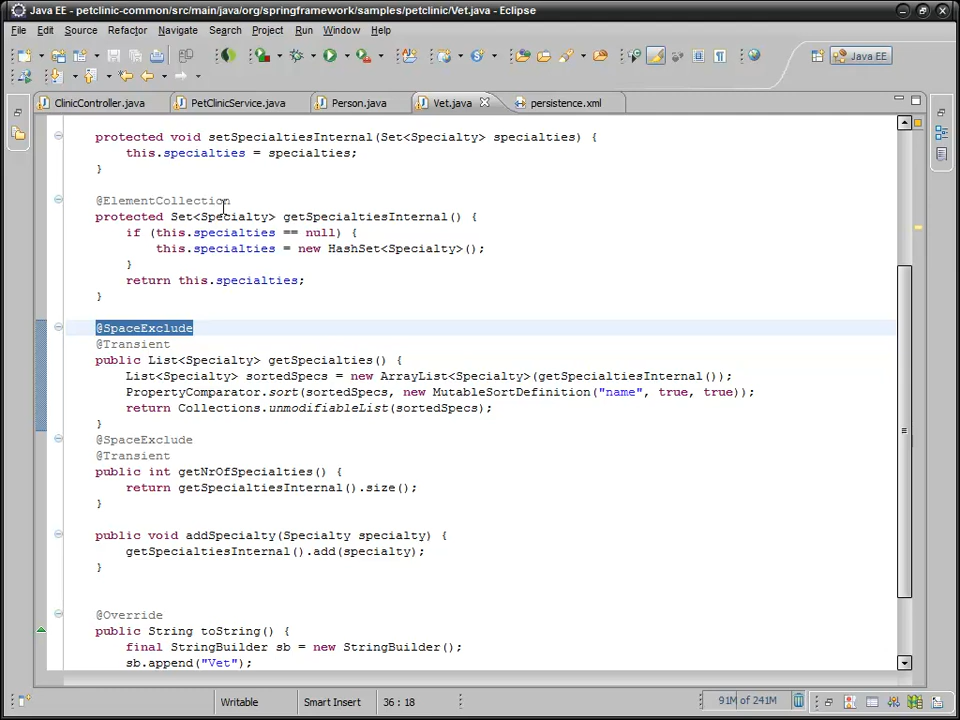 Java EE - petclinic-common/src/main/java/org/springframework/samples/petclinic/Vet.java - Eclipse
File Edit Source Refactor Navigate Search Project Run Window Help
Java EE
ClinicController.java PetClinicService.java Person.java Vet.java persistence.xml
protected void setSpecialtiesInternal(Set<Specialty> specialties) {
this.specialties = specialties;
}
@ElementCollection
protected Set<Specialty> getSpecialtiesInternal() {
if (this.specialties == null) {
this.specialties = new HashSet<Specialty>();
}
return this.specialties;
}
@SpaceExclude
@Transient
public List<Specialty> getSpecialties() {
List<Specialty> sortedSpecs = new ArrayList<Specialty>(getSpecialtiesInternal());
PropertyComparator.sort(sortedSpecs, new MutableSortDefinition("name", true, true));
return Collections.unmodifiableList(sortedSpecs);
}
@SpaceExclude
@Transient
public int getNrOfSpecialties() {
return getSpecialtiesInternal().size();
}
public void addSpecialty(Specialty specialty) {
getSpecialtiesInternal().add(specialty);
}
@Override
public String toString() {
final StringBuilder sb = new StringBuilder();
sb.append("Vet");
Writable Smart Insert 36 : 18 91M of 241M